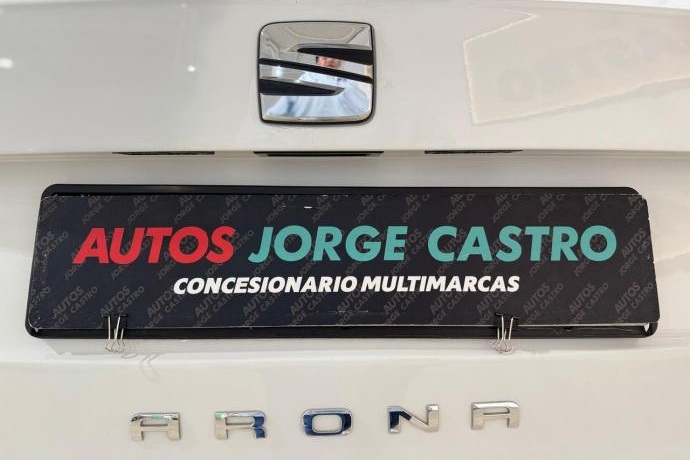 AUTOS JORGE CASTRO
CONCESIONARIO MULTIMARCAS
ARONA